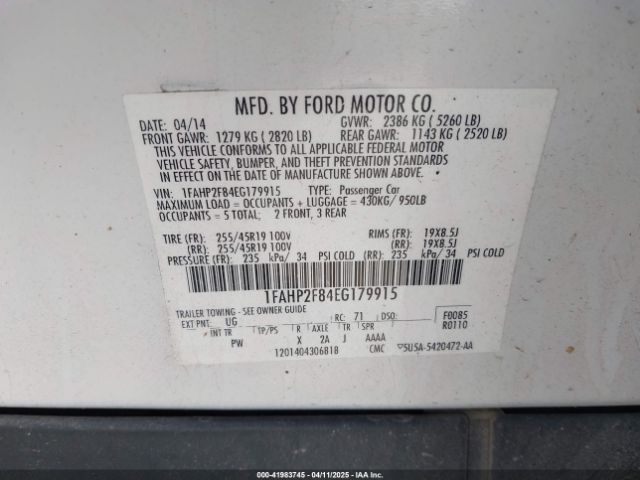 MFD. BY FORD MOTOR CO.
DATE: 04/14 GVWR: 2386 KG ( 5260 LB)
FRONT GAWR: 1279 KG ( 2820 LB) REAR GAWR: 1143 KG ( 2520 LB)
THIS VEHICLE CONFORMS TO ALL APPLICABLE FEDERAL MOTOR
VEHICLE SAFETY, BUMPER, AND THEFT PREVENTION STANDARDS
IN EFFECT ON THE DATE OF MANUFACTURE SHOWN ABOVE.
VIN: 1FAHP2F84EG179915 TYPE: Passenger Car
MAXIMUM LOAD = OCCUPANTS + LUGGAGE = 430KG/ 950LB
OCCUPANTS = 5 TOTAL; 2 FRONT, 3 REAR
TIRE (FR): 255/45R19 100V RIMS (FR): 19X8.5J
(RR): 255/45R19 100V (RR): 19X8.5J
PRESSURE (FR): 235 kPa/ 34 PSI COLD (RR): 235 kPa/ 34 PSI COLD
1FAHP2F84EG179915
TRAILER TOWING - SEE OWNER GUIDE
EXT PNT: UG RC: 71 DSO: F0085
R0110
INT TR TP/PS R AXLE TR SPR
PW X 2A J AAAA
12014043068 1B CMC 5USA-5420472-AA
00-41983745 - 04/11/2025 - IAA Inc.